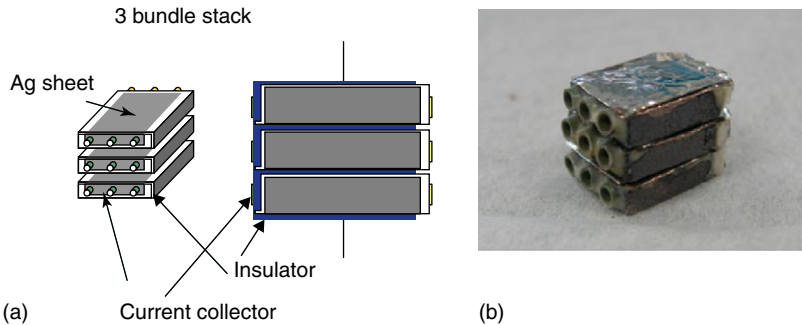 3 bundle stack
Ag sheet
Insulator
Current collector
(a)
(b)